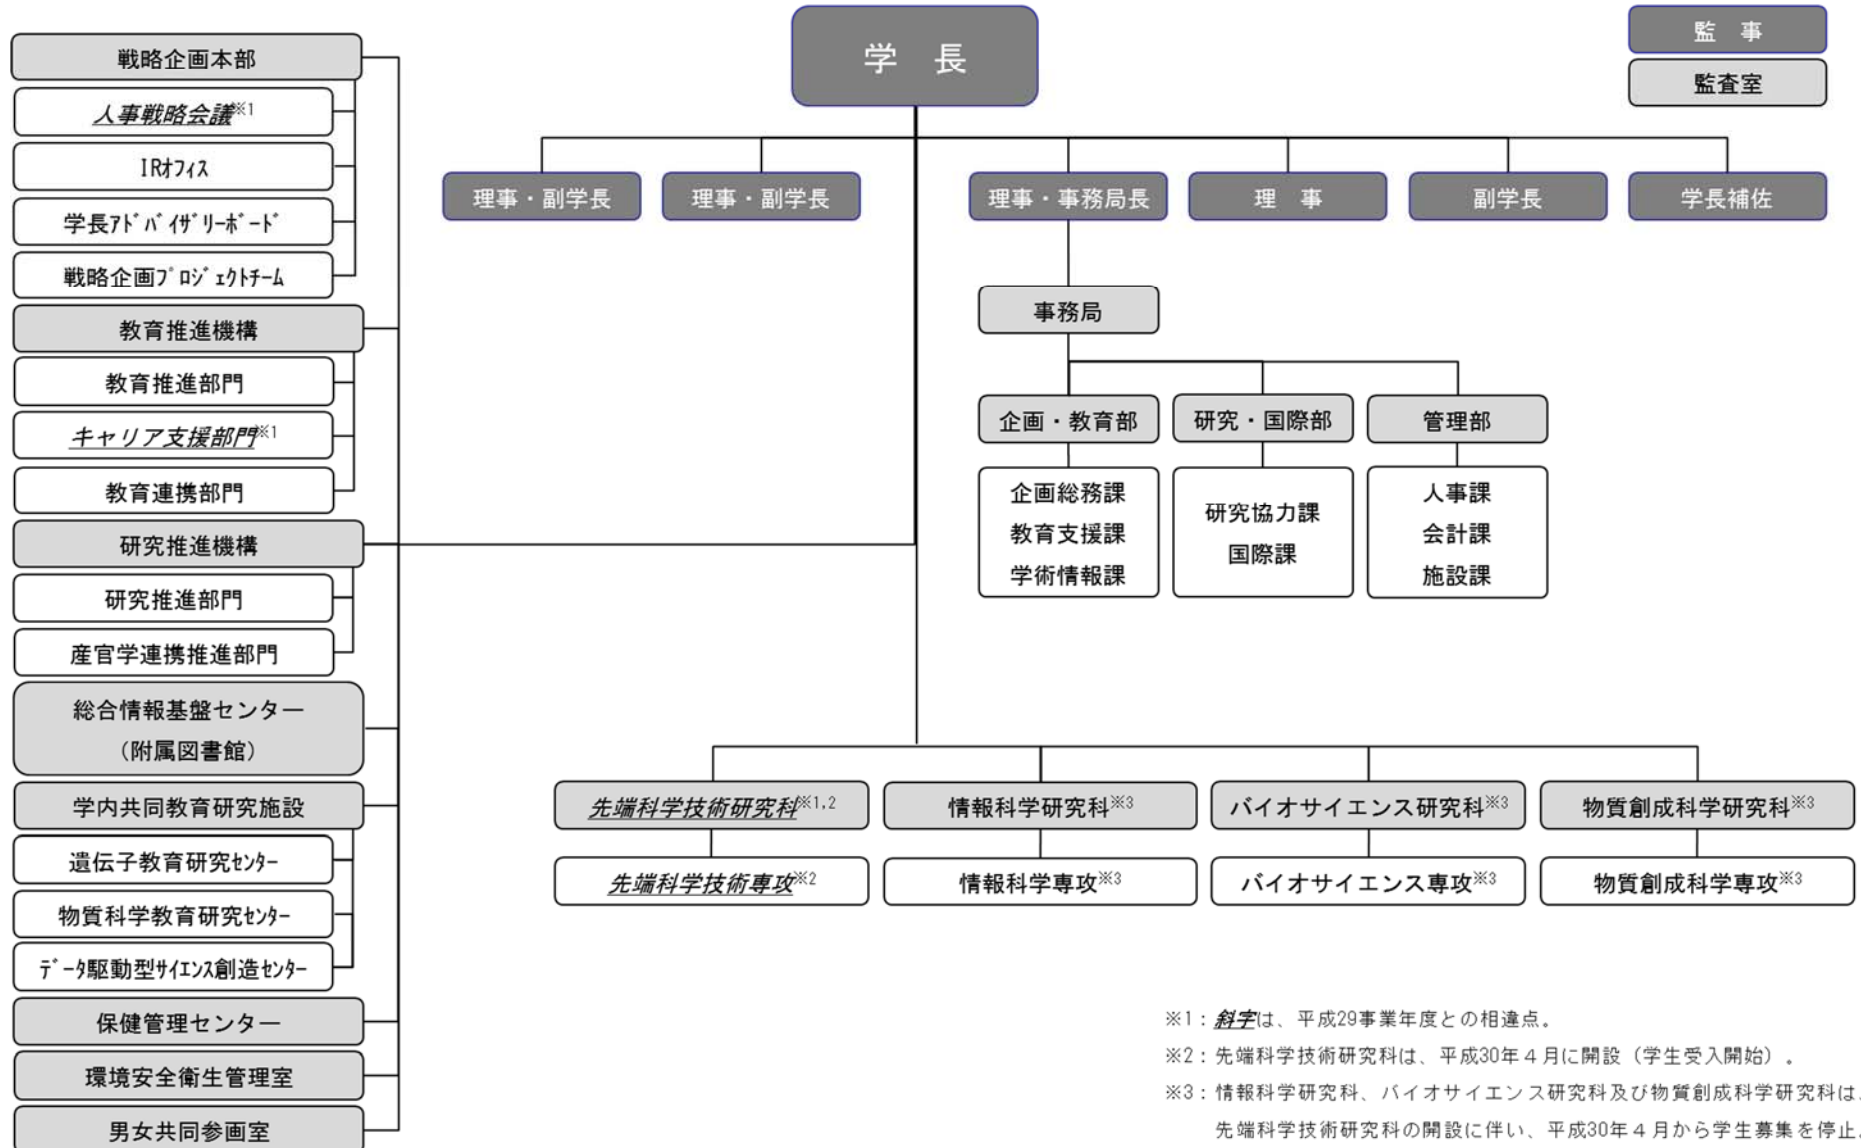 学　長
監　事
監査室
理事・副学長
理事・副学長
理事・事務局長
理　事
副学長
学長補佐
戦略企画本部
人事戦略会議※1
IRｵﾌｨｽ
学長ｱﾄﾞﾊﾞｲｻﾞﾘｰﾎﾞｰﾄﾞ
戦略企画ﾌﾟﾛｼﾞｪｸﾄﾁｰﾑ
教育推進機構
教育推進部門
キャリア支援部門※1
教育連携部門
研究推進機構
研究推進部門
産官学連携推進部門
総合情報基盤センター
（附属図書館）
学内共同教育研究施設
遺伝子教育研究ｾﾝﾀｰ
物質科学教育研究ｾﾝﾀｰ
ﾃﾞｰﾀ駆動型ｻｲｴﾝｽ創造ｾﾝﾀｰ
保健管理センター
環境安全衛生管理室
男女共同参画室
事務局
企画・教育部
企画総務課
教育支援課
学術情報課
研究・国際部
研究協力課
国際課
管理部
人事課
会計課
施設課
先端科学技術研究科※1,2
情報科学研究科※3
バイオサイエンス研究科※3
物質創成科学研究科※3
先端科学技術専攻※2
情報科学専攻※3
バイオサイエンス専攻※3
物質創成科学専攻※3
※1：斜字は、平成29事業年度との相違点。
※2：先端科学技術研究科は、平成30年４月に開設（学生受入開始）。
※3：情報科学研究科、バイオサイエンス研究科及び物質創成科学研究科は、
先端科学技術研究科の開設に伴い、平成30年４月から学生募集を停止。